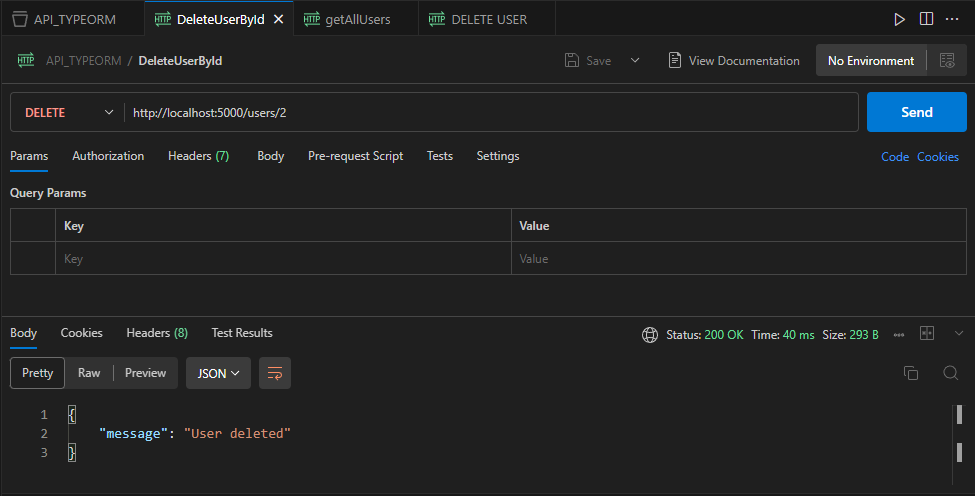 API_TYPEORM DeleteUserById getAllUsers DELETE USER
HTTP API_TYPEORM / DeleteUserById Save View Documentation No Environment
DELETE http://localhost:5000/users/2 Send
Params Authorization Headers (7) Body Pre-request Script Tests Settings Code Cookies
Query Params
Key Value
Key Value
Body Cookies Headers (8) Test Results Status: 200 OK Time: 40 ms Size: 293 B
Pretty Raw Preview JSON
1 {
2 "message": "User deleted"
3 }